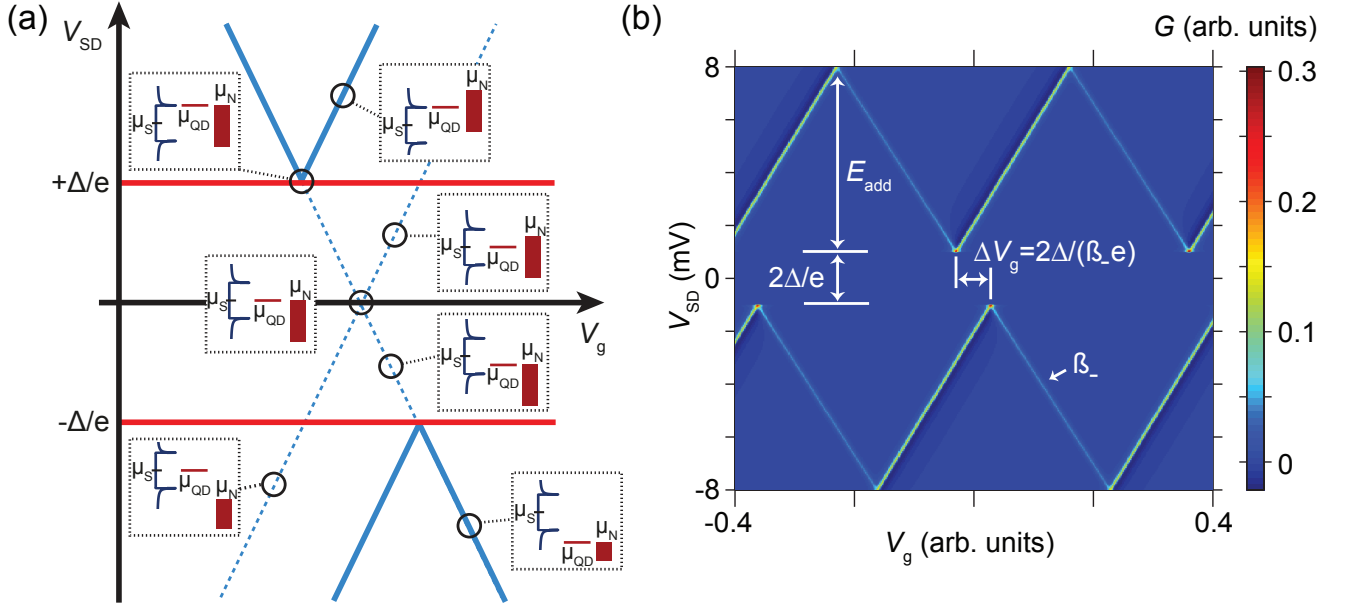 (a)
V_SD
μ_S
μ_QD
μ_N
μ_S
μ_QD
μ_N
+Δ/e
μ_S
μ_QD
μ_N
μ_S
μ_QD
μ_N
V_g
μ_S
μ_QD
μ_N
-Δ/e
μ_S
μ_QD
μ_N
μ_S
μ_QD
μ_N
(b)
G (arb. units)
8
0
-8
V_SD (mV)
E_add
2Δ/e
ΔV_g=2Δ/(ß_e)
ß_
-0.4
0.4
V_g (arb. units)
0.3
0.2
0.1
0